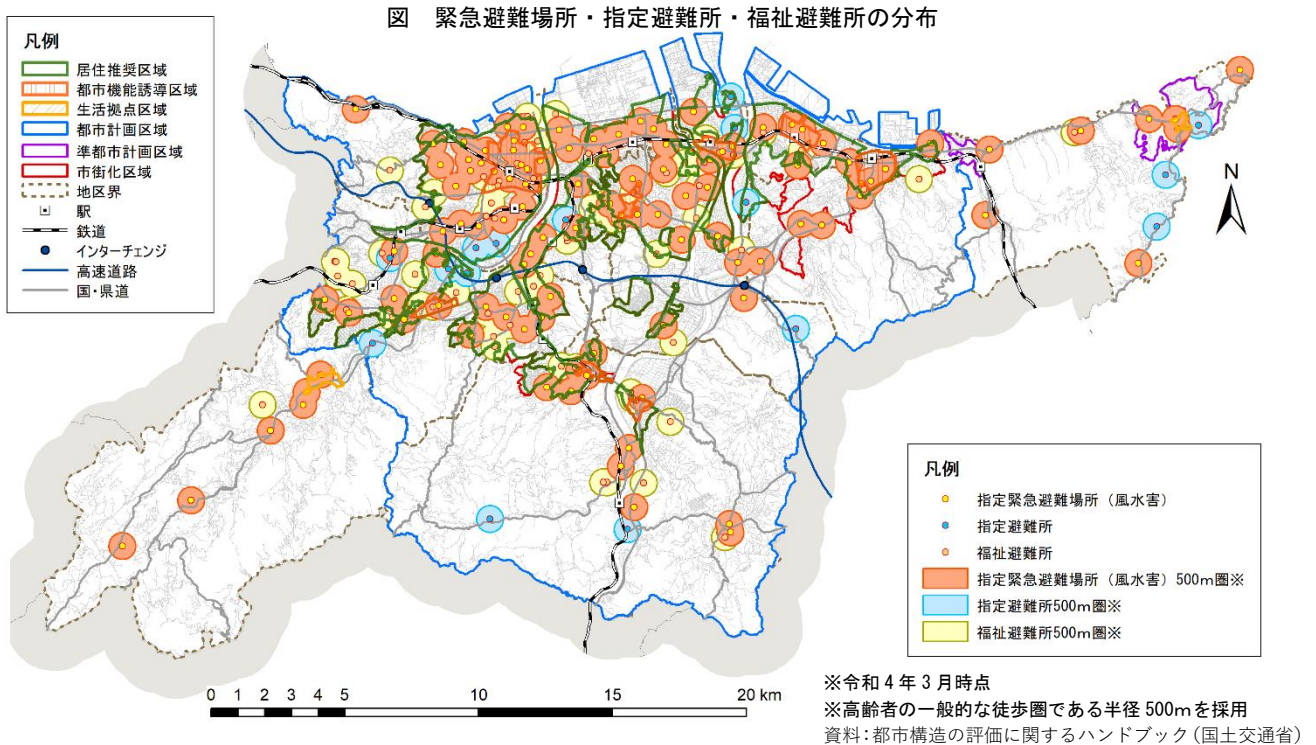 図 緊急避難場所・指定避難所・福祉避難所の分布
凡例
居住推奨区域
都市機能誘導区域
生活拠点区域
都市計画区域
準都市計画区域
市街化区域
地区界
駅
鉄道
インターチェンジ
高速道路
国・県道
N
凡例
指定緊急避難場所（風水害）
指定避難所
福祉避難所
指定緊急避難場所（風水害）500m圏※
指定避難所500m圏※
福祉避難所500m圏※
0 1 2 3 4 5 10 15 20 km
※令和4年3月時点
※高齢者の一般的な徒歩圏である半径500mを採用
資料：都市構造の評価に関するハンドブック（国土交通省）